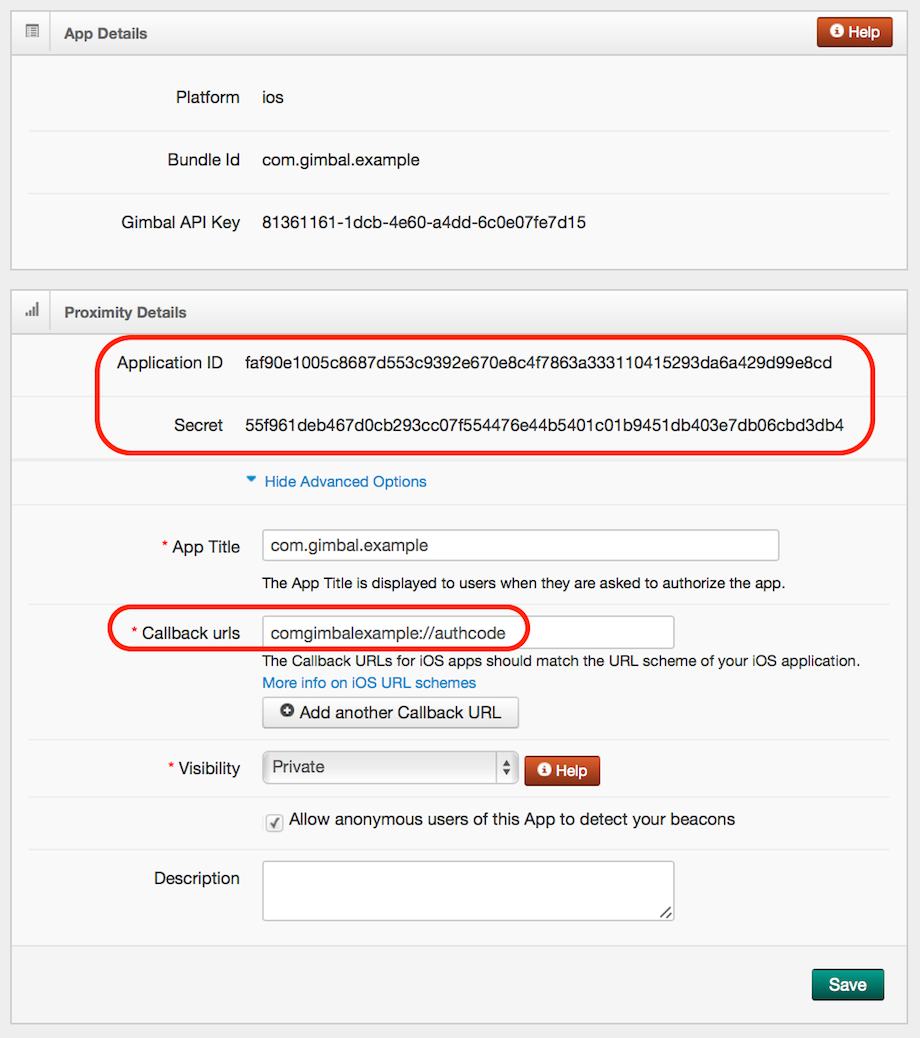 App Details
Help
Platform ios
Bundle Id com.gimbal.example
Gimbal API Key 81361161-1dcb-4e60-a4dd-6c0e07fe7d15
Proximity Details
Application ID faf90e1005c8687d553c9392e670e8c4f7863a333110415293da6a429d99e8cd
Secret 55f961deb467d0cb293cc07f554476e44b5401c01b9451db403e7db06cbd3db4
Hide Advanced Options
* App Title com.gimbal.example
The App Title is displayed to users when they are asked to authorize the app.
* Callback urls comgimbalexample://authcode
The Callback URLs for iOS apps should match the URL scheme of your iOS application.
More info on iOS URL schemes
Add another Callback URL
* Visibility Private Help
Allow anonymous users of this App to detect your beacons
Description
Save